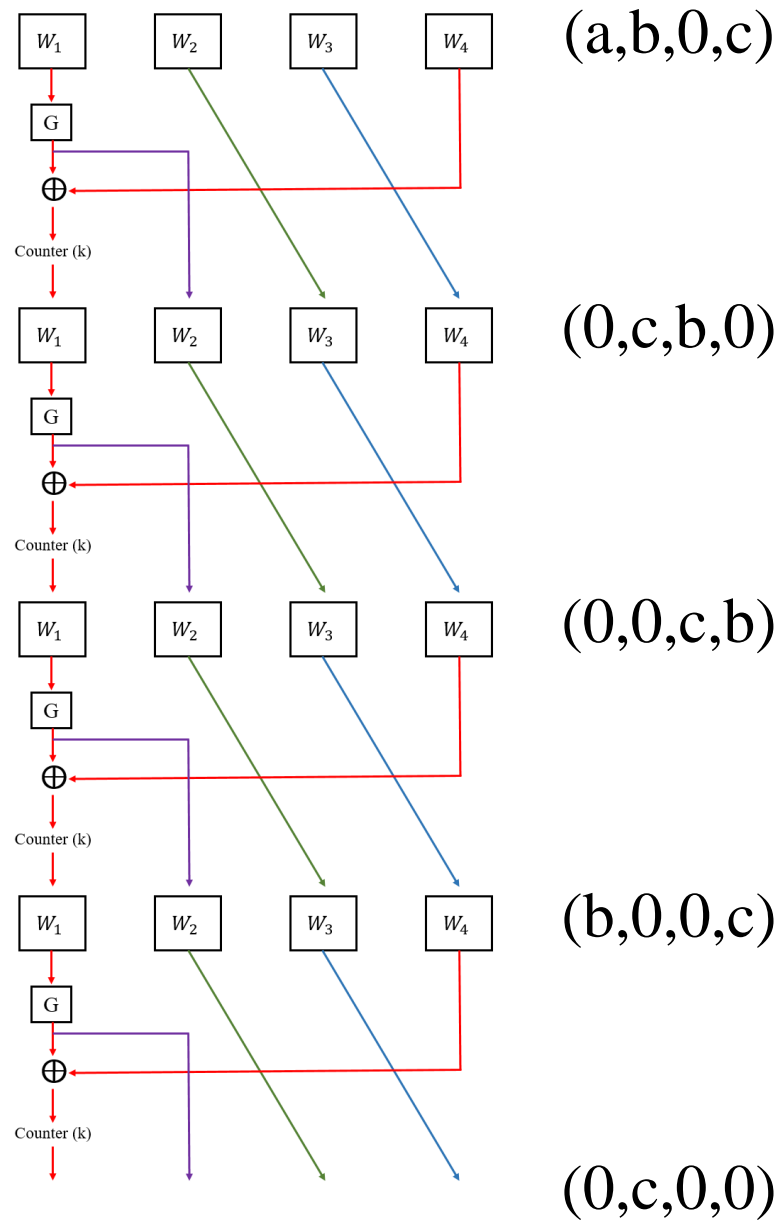 W₁ W₂ W₃ W₄ (a,b,0,c)
G
⊕
Counter (k)
W₁ W₂ W₃ W₄ (0,c,b,0)
G
⊕
Counter (k)
W₁ W₂ W₃ W₄ (0,0,c,b)
G
⊕
Counter (k)
W₁ W₂ W₃ W₄ (b,0,0,c)
G
⊕
Counter (k)
(0,c,0,0)